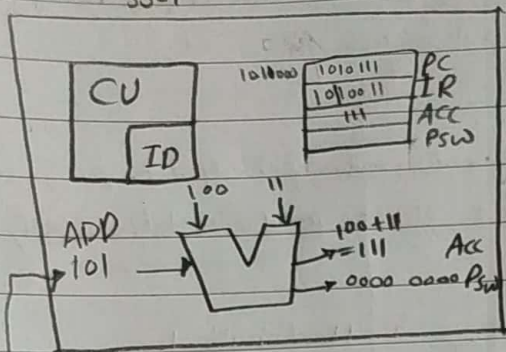 CU
ID
1010111 PC
1010011 IR
111 ACC
PSW
100 11
ADD
101
100+11
=111 Acc
0000 0000 PSW